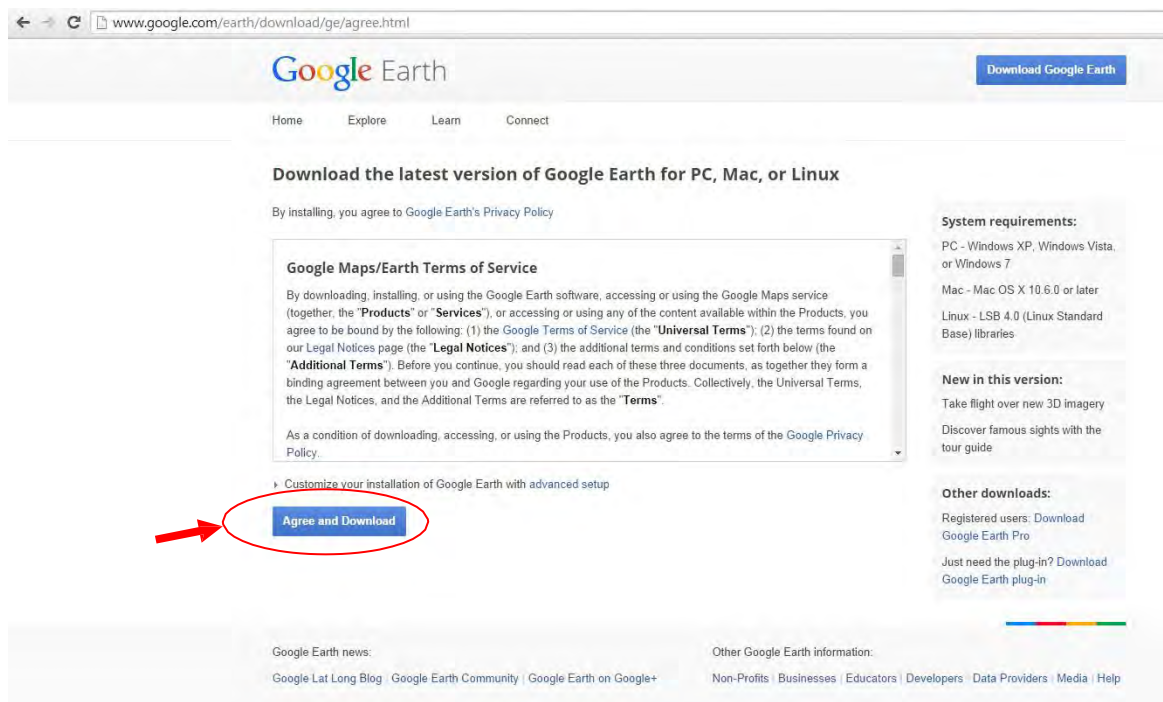 www.google.com/earth/download/ge/agree.html
Google Earth
Download Google Earth
Home Explore Learn Connect
Download the latest version of Google Earth for PC, Mac, or Linux
By installing, you agree to Google Earth's Privacy Policy
Google Maps/Earth Terms of Service
By downloading, installing, or using the Google Earth software, accessing or using the Google Maps service
(together, the "Products" or "Services"), or accessing or using any of the content available within the Products, you
agree to be bound by the following: (1) the Google Terms of Service (the "Universal Terms"); (2) the terms found on
our Legal Notices page (the "Legal Notices"); and (3) the additional terms and conditions set forth below (the
"Additional Terms"). Before you continue, you should read each of these three documents, as together they form a
binding agreement between you and Google regarding your use of the Products. Collectively, the Universal Terms,
the Legal Notices, and the Additional Terms are referred to as the "Terms".
As a condition of downloading, accessing, or using the Products, you also agree to the terms of the Google Privacy
Policy.
Customize your installation of Google Earth with advanced setup
Agree and Download
System requirements:
PC - Windows XP, Windows Vista,
or Windows 7
Mac - Mac OS X 10.6.0 or later
Linux - LSB 4.0 (Linux Standard
Base) libraries
New in this version:
Take flight over new 3D imagery
Discover famous sights with the
tour guide
Other downloads:
Registered users: Download
Google Earth Pro
Just need the plug-in? Download
Google Earth plug-in
Google Earth news:
Google Lat Long Blog | Google Earth Community | Google Earth on Google+
Other Google Earth information:
Non-Profits | Businesses | Educators | Developers | Data Providers | Media | Help